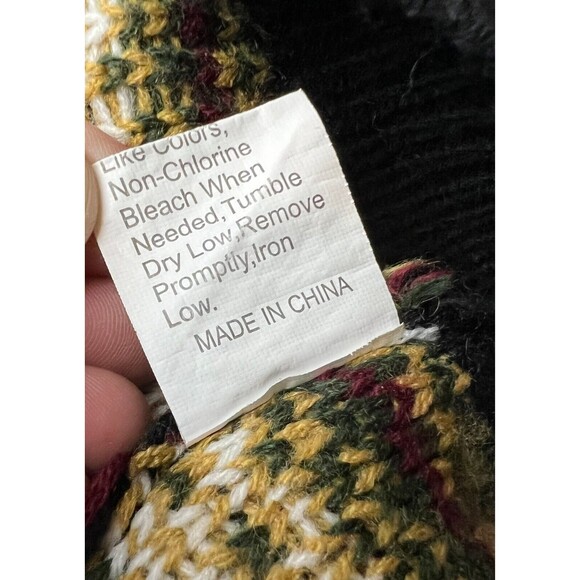 Like Colors,
Non-Chlorine
Bleach When
Needed,Tumble
Dry Low,Remove
Promptly,Iron
Low.
MADE IN CHINA